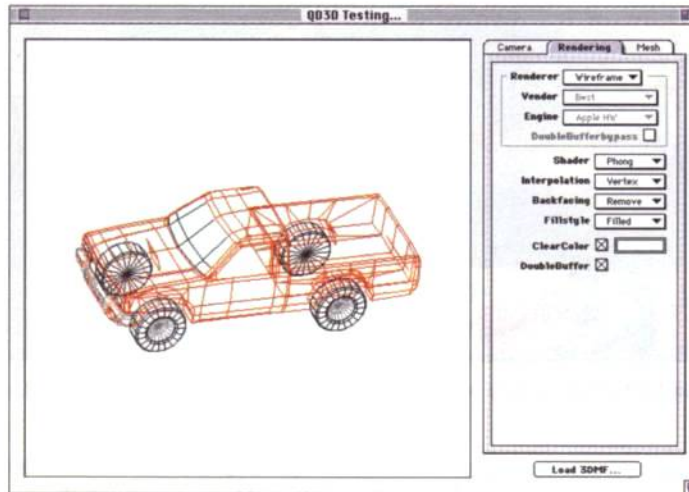 QD3D Testing...
Camera Rendering Mesh
Renderer Wireframe
Vendor Best
Engine Apple HW
DoubleBufferbypass
Shader Phong
Interpolation Vertex
Backfacing Remove
Fillstyle Filled
ClearColor
DoubleBuffer
Load 3DMF...